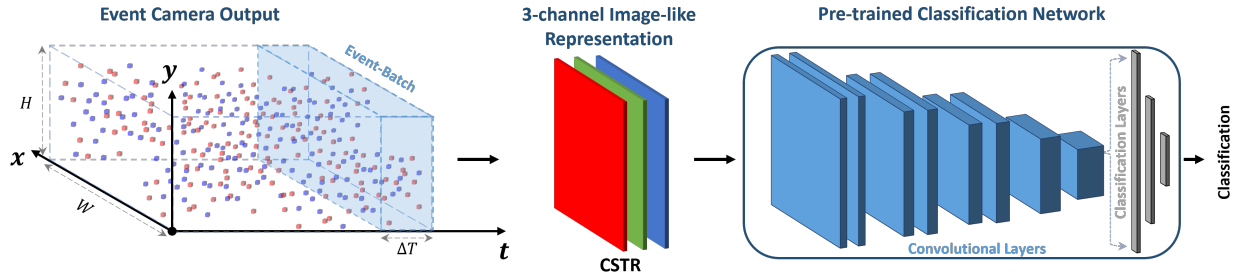 Event Camera Output
3-channel Image-like
Representation
Pre-trained Classification Network
Event-Batch
y
H
x
W
t
ΔT
CSTR
Convolutional Layers
Classification Layers
Classification